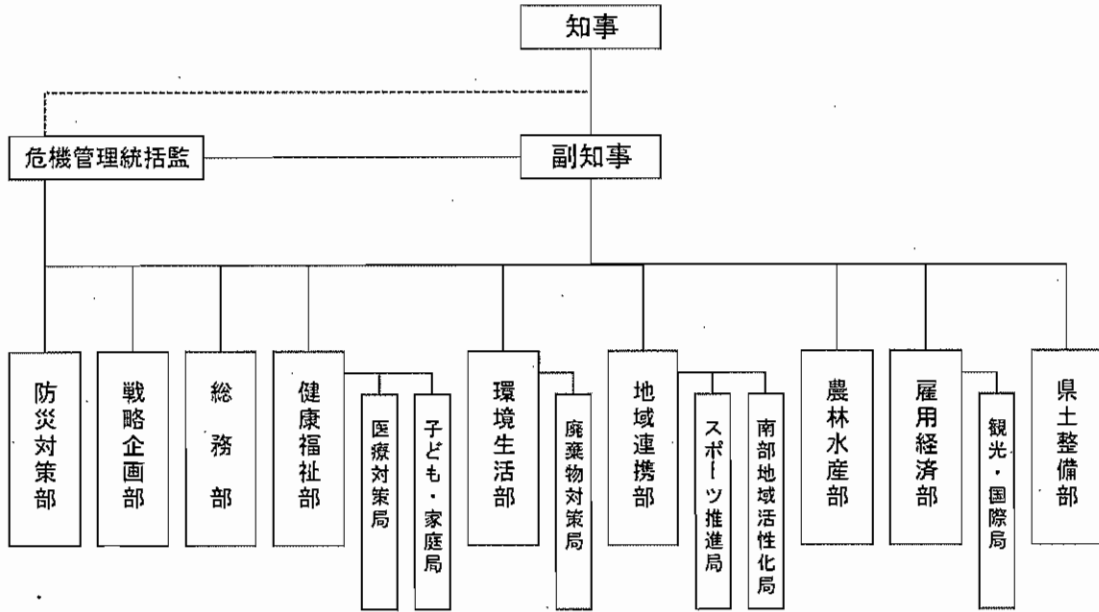 知事
危機管理統括監
副知事
防災対策部
戦略企画部
総務部
健康福祉部
医療対策局
子ども・家庭局
環境生活部
廃棄物対策局
地域連携部
スポーツ推進局
南部地域活性化局
農林水産部
雇用経済部
観光・国際局
県土整備部